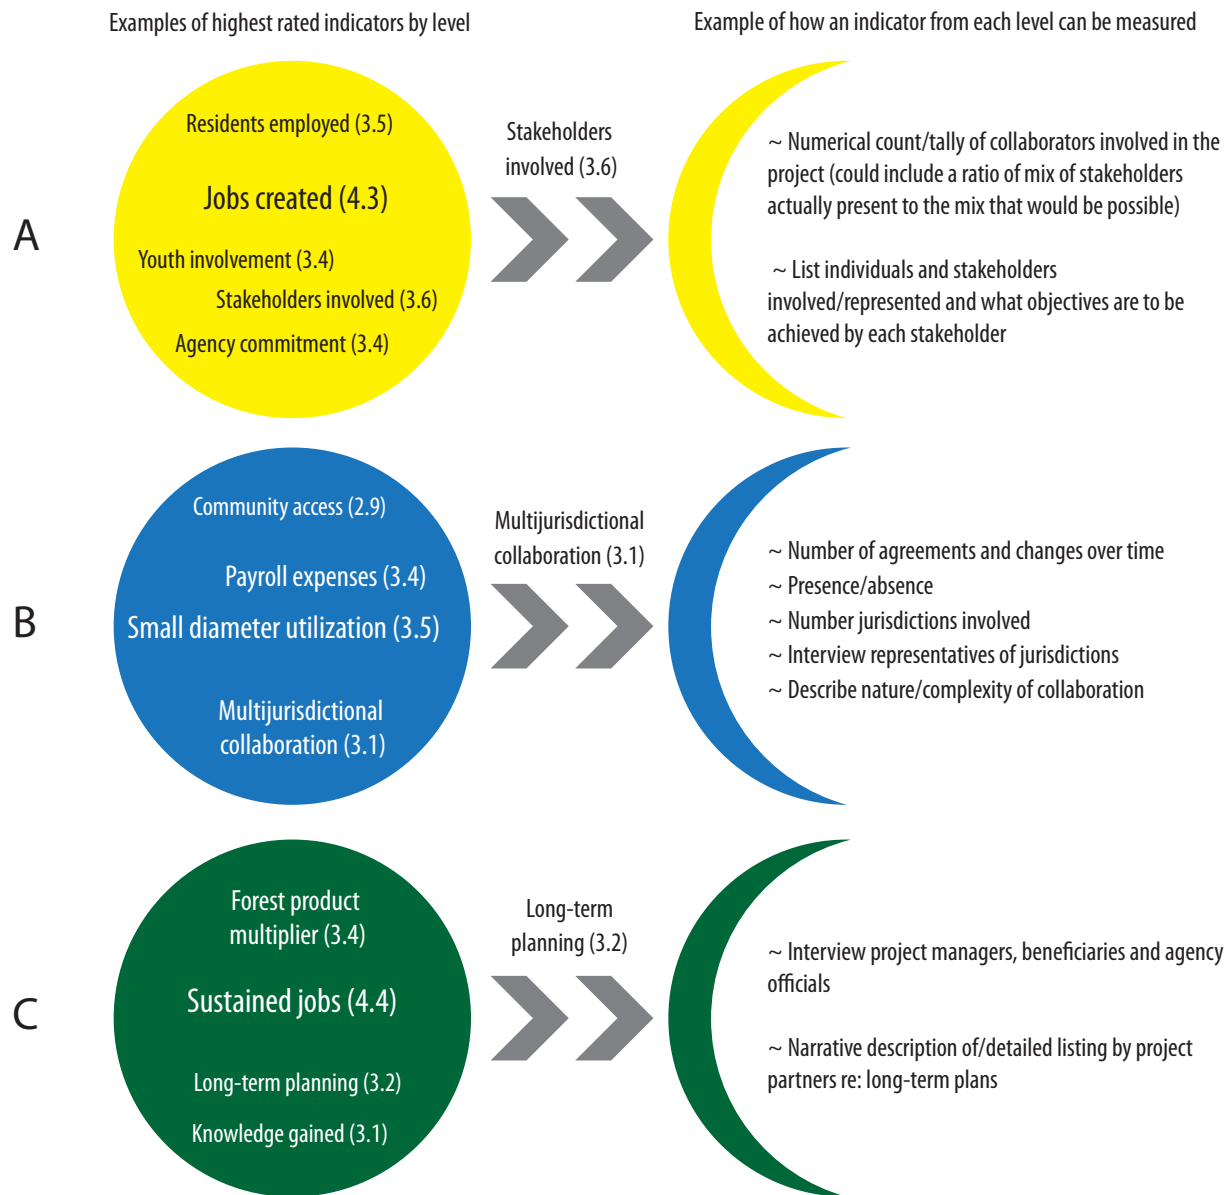 Examples of highest rated indicators by level
Example of how an indicator from each level can be measured
A
Residents employed (3.5)
Jobs created (4.3)
Youth involvement (3.4)
Stakeholders involved (3.6)
Agency commitment (3.4)
Stakeholders
involved (3.6)
~ Numerical count/tally of collaborators involved in the
project (could include a ratio of mix of stakeholders
actually present to the mix that would be possible)
~ List individuals and stakeholders
involved/represented and what objectives are to be
achieved by each stakeholder
B
Community access (2.9)
Payroll expenses (3.4)
Small diameter utilization (3.5)
Multijurisdictional
collaboration (3.1)
Multijurisdictional
collaboration (3.1)
~ Number of agreements and changes over time
~ Presence/absence
~ Number jurisdictions involved
~ Interview representatives of jurisdictions
~ Describe nature/complexity of collaboration
C
Forest product
multiplier (3.4)
Sustained jobs (4.4)
Long-term planning (3.2)
Knowledge gained (3.1)
Long-term
planning (3.2)
~ Interview project managers, beneficiaries and agency
officials
~ Narrative description of/detailed listing by project
partners re: long-term plans